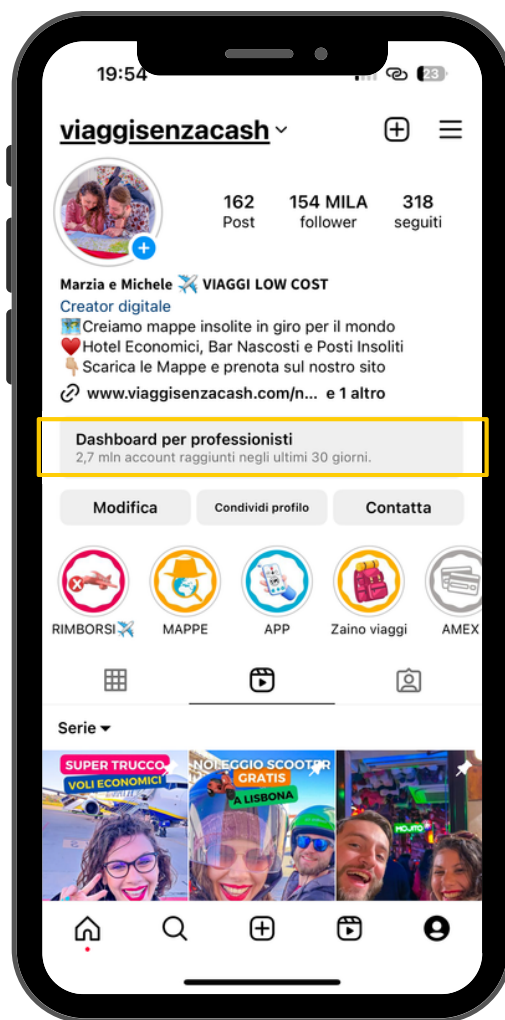 19:54
23
viaggisenzacash
162 154 MILA 318
Post follower seguiti
Marzia e Michele ✈️ VIAGGI LOW COST
Creator digitale
🗺️Creiamo mappe insolite in giro per il mondo
❤️Hotel Economici, Bar Nascosti e Posti Insoliti
👇🏼Scarica le Mappe e prenota sul nostro sito
www.viaggisenzacash.com/n... e 1 altro
Dashboard per professionisti
2,7 mln account raggiunti negli ultimi 30 giorni.
Modifica Condividi profilo Contatta
RIMBORSI✈️ MAPPE APP Zaino viaggi AMEX
Serie
SUPER TRUCCO
VOLI ECONOMICI
NOLEGGIO SCOOTER
GRATIS
A LISBONA
MOJITO